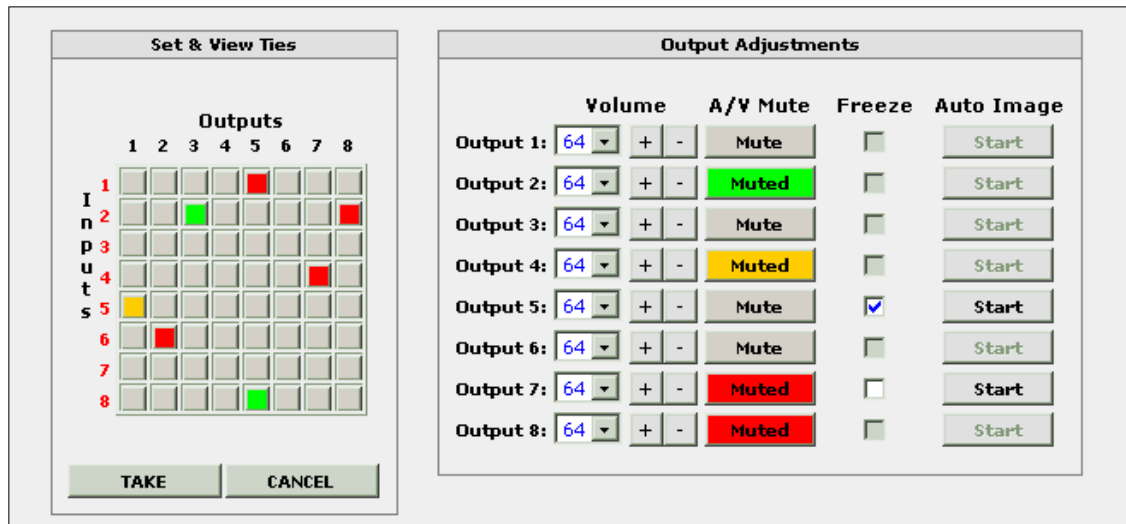 Set & View Ties
Outputs
1 2 3 4 5 6 7 8
Inputs
1
2
3
4
5
6
7
8
TAKE CANCEL
Output Adjustments
Volume A/V Mute Freeze Auto Image
Output 1: 64 + - Mute Start
Output 2: 64 + - Muted Start
Output 3: 64 + - Mute Start
Output 4: 64 + - Muted Start
Output 5: 64 + - Mute Start
Output 6: 64 + - Mute Start
Output 7: 64 + - Muted Start
Output 8: 64 + - Muted Start